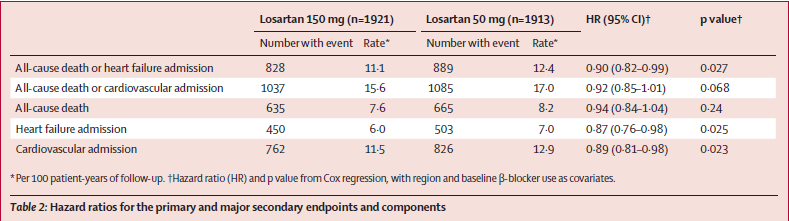 Losartan 150 mg (n=1921) Losartan 50 mg (n=1913) HR (95% CI)† p value†
Number with event Rate* Number with event Rate*
All-cause death or heart failure admission 828 11·1 889 12·4 0·90 (0·82–0·99) 0·027
All-cause death or cardiovascular admission 1037 15·6 1085 17·0 0·92 (0·85–1·01) 0·068
All-cause death 635 7·6 665 8·2 0·94 (0·84–1·04) 0·24
Heart failure admission 450 6·0 503 7·0 0·87 (0·76–0·98) 0·025
Cardiovascular admission 762 11·5 826 12·9 0·89 (0·81–0·98) 0·023
*Per 100 patient-years of follow-up. †Hazard ratio (HR) and p value from Cox regression, with region and baseline β-blocker use as covariates.
Table 2: Hazard ratios for the primary and major secondary endpoints and components